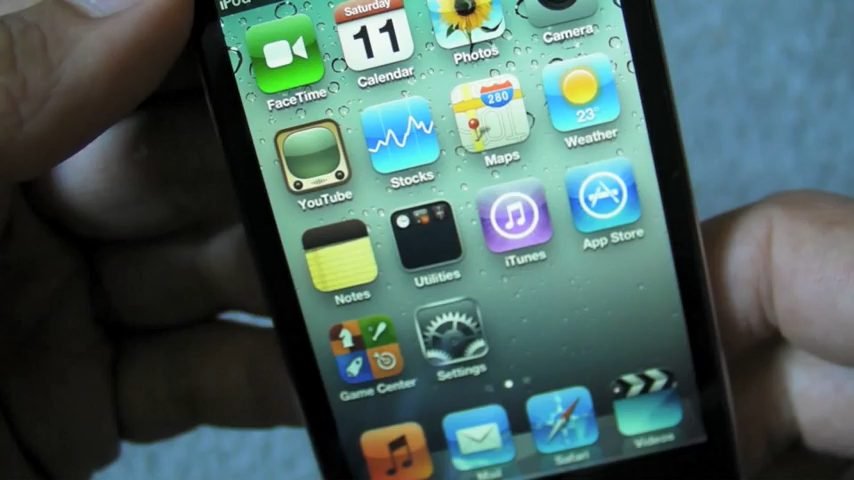 iPod
Saturday
11
FaceTime
Calendar
Photos
Camera
280
23°
YouTube
Stocks
Maps
Weather
Notes
Utilities
iTunes
App Store
Game Center
Settings
Mail
Safari
Videos